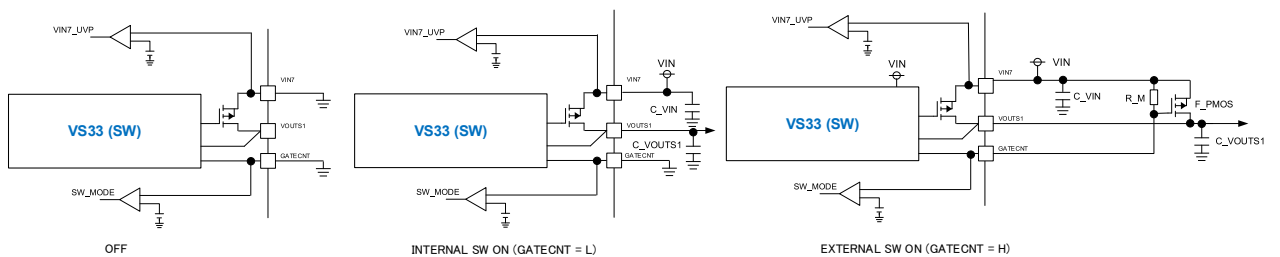 VIN7_UVP
VIN7
VS33 (SW)
VOUTS1
GATECNT
SW_MODE
OFF
VIN7_UVP
VIN
VIN7
C_VIN
VS33 (SW)
VOUTS1
C_VOUTS1
GATECNT
SW_MODE
INTERNAL SW ON (GATECNT = L)
VIN7_UVP
VIN
VIN
VIN7
C_VIN
R_M
F_PMOS
VS33 (SW)
VOUTS1
C_VOUTS1
GATECNT
SW_MODE
EXTERNAL SW ON (GATECNT = H)